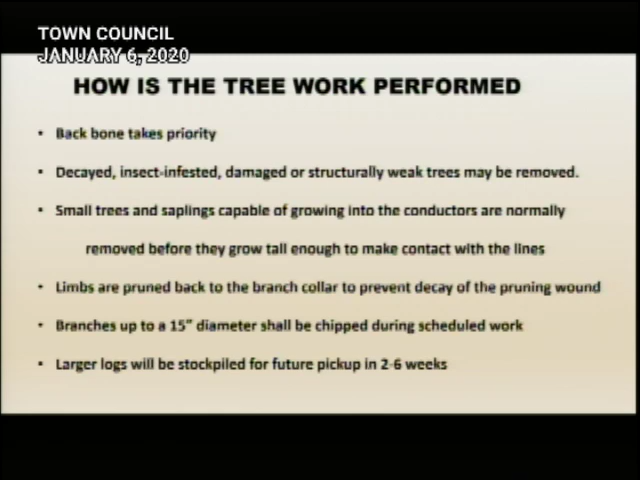 TOWN COUNCIL
JANUARY 6, 2020
HOW IS THE TREE WORK PERFORMED
• Back bone takes priority
• Decayed, insect-infested, damaged or structurally weak trees may be removed.
• Small trees and saplings capable of growing into the conductors are normally
removed before they grow tall enough to make contact with the lines
• Limbs are pruned back to the branch collar to prevent decay of the pruning wound
• Branches up to a 15” diameter shall be chipped during scheduled work
• Larger logs will be stockpiled for future pickup in 2-6 weeks